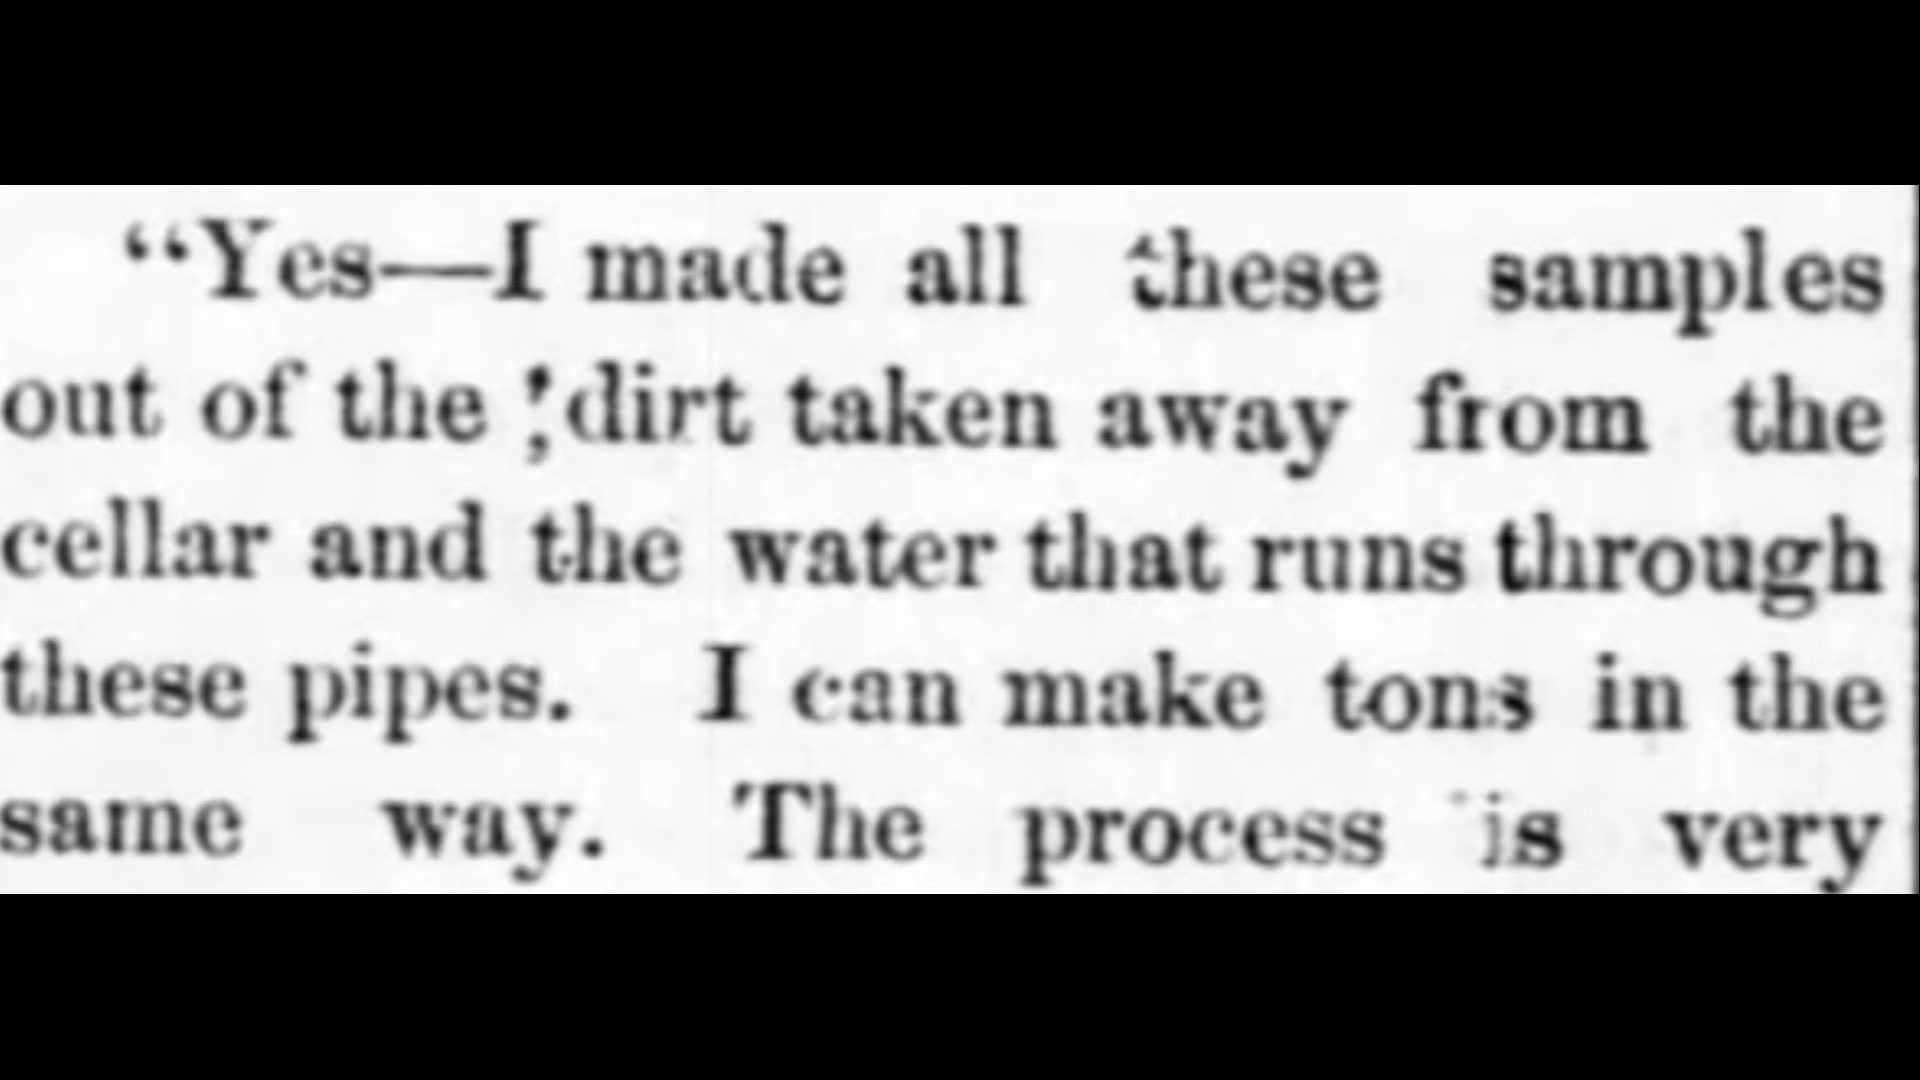 “Yes—I made all these samples
out of the dirt taken away from the
cellar and the water that runs through
these pipes. I can make tons in the
same way. The process is very